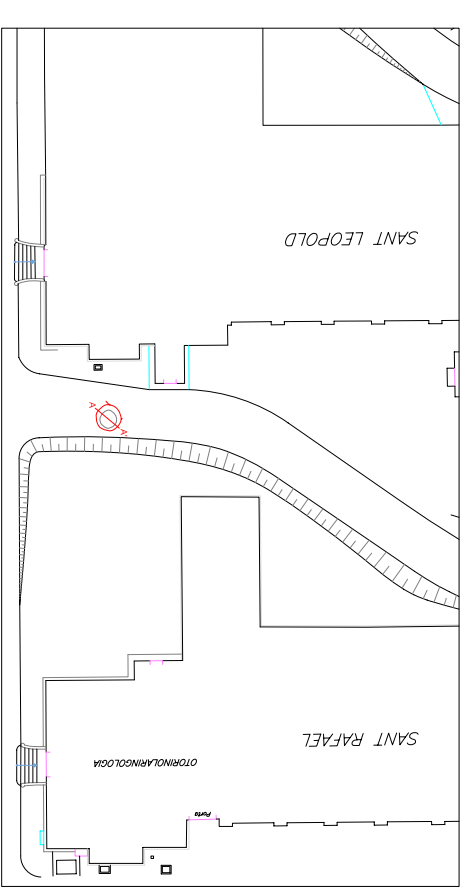 SANT LEOPOLD
A
A'
SANT RAFAEL
OTORINOLARINGOLOGIA
Porta